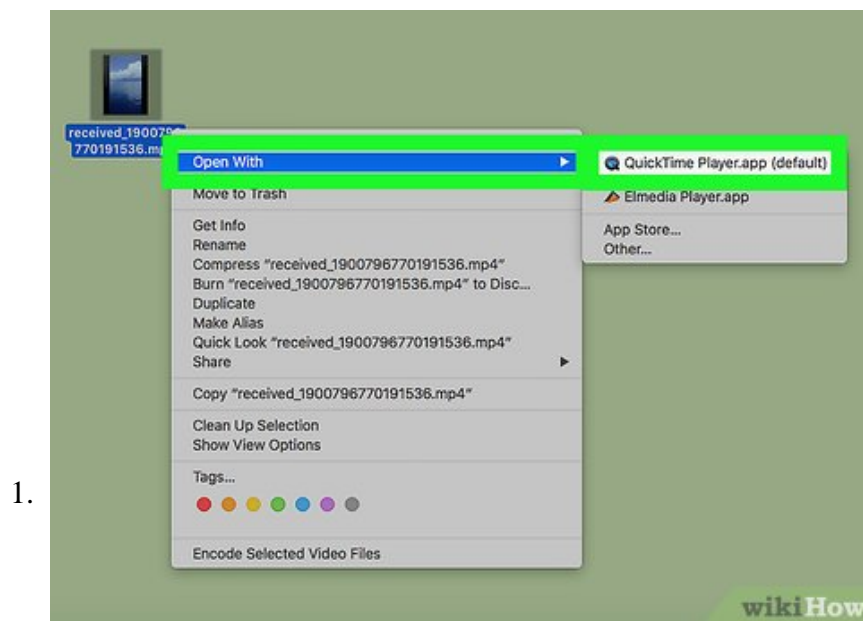 received_1900796
770191536.mp
Open With
QuickTime Player.app (default)
Move to Trash
Elmedia Player.app
Get Info
App Store...
Rename
Other...
Compress "received_1900796770191536.mp4"
Burn "received_1900796770191536.mp4" to Disc...
Duplicate
Make Alias
Quick Look "received_1900796770191536.mp4"
Share
Copy "received_1900796770191536.mp4"
Clean Up Selection
Show View Options
Tags...
1.
Encode Selected Video Files
wikiHow